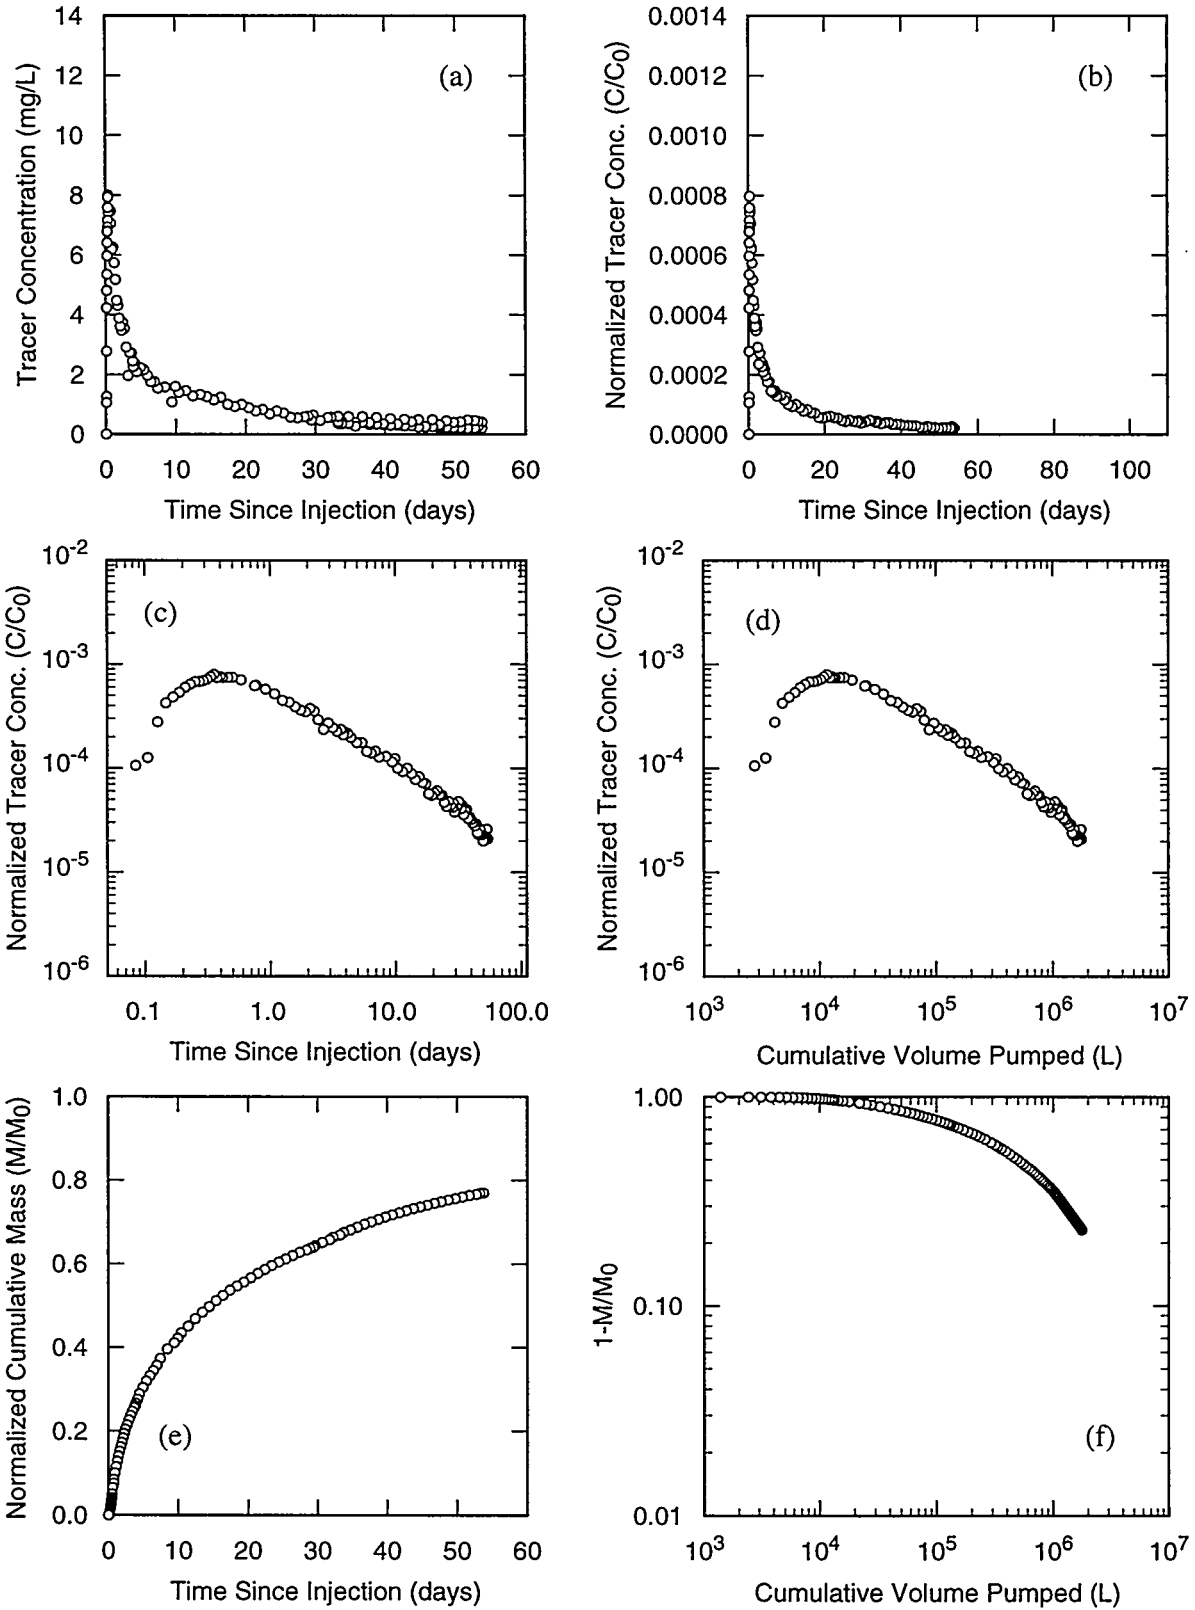 14
12
10
8
6
4
2
0
Tracer Concentration (mg/L)
(a)
0 10 20 30 40 50 60
Time Since Injection (days)
0.0014
0.0012
0.0010
0.0008
0.0006
0.0004
0.0002
0.0000
Normalized Tracer Conc. (C/C0)
(b)
0 20 40 60 80 100
Time Since Injection (days)
10-2
10-3
10-4
10-5
10-6
Normalized Tracer Conc. (C/C0)
(c)
0.1 1.0 10.0 100.0
Time Since Injection (days)
10-2
10-3
10-4
10-5
10-6
Normalized Tracer Conc. (C/C0)
(d)
103 104 105 106 107
Cumulative Volume Pumped (L)
1.0
0.8
0.6
0.4
0.2
0.0
Normalized Cumulative Mass (M/M0)
(e)
0 10 20 30 40 50 60
Time Since Injection (days)
1.00
0.10
0.01
1-M/M0
(f)
103 104 105 106 107
Cumulative Volume Pumped (L)